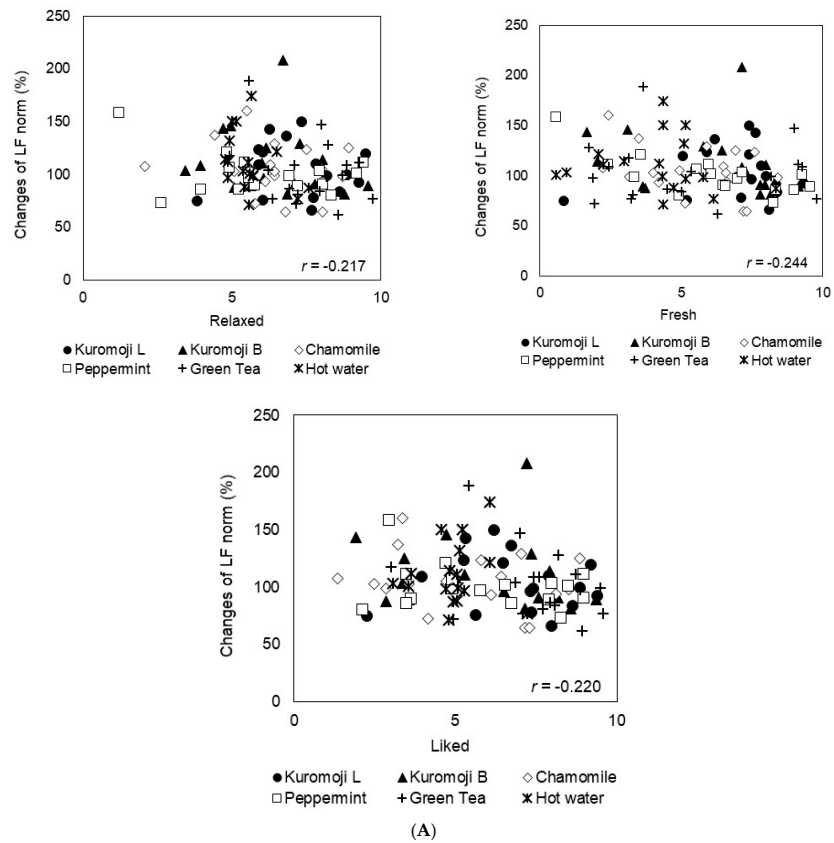 250
200
150
100
50
0
Changes of LF norm (%)
r = -0.217
0 5 10
Relaxed
Kuromoji L Kuromoji B Chamomile
Peppermint Green Tea Hot water
250
200
150
100
50
0
Changes of LF norm (%)
r = -0.244
0 5 10
Fresh
Kuromoji L Kuromoji B Chamomile
Peppermint Green Tea Hot water
250
200
150
100
50
0
Changes of LF norm (%)
r = -0.220
0 5 10
Liked
Kuromoji L Kuromoji B Chamomile
Peppermint Green Tea Hot water
(A)